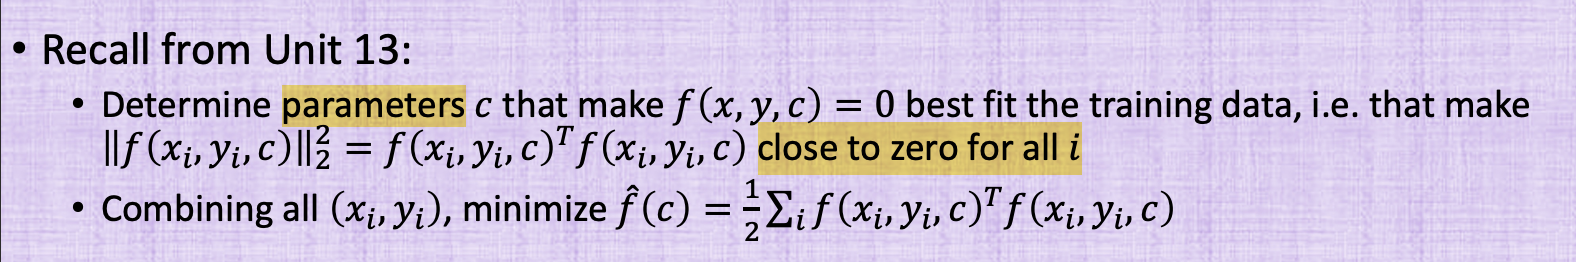 • Recall from Unit 13:
• Determine parameters c that make f(x, y, c) = 0 best fit the training data, i.e. that make
‖f(xᵢ, yᵢ, c)‖₂² = f(xᵢ, yᵢ, c)ᵀf(xᵢ, yᵢ, c) close to zero for all i
• Combining all (xᵢ, yᵢ), minimize f̂(c) = ½∑ᵢ f(xᵢ, yᵢ, c)ᵀf(xᵢ, yᵢ, c)